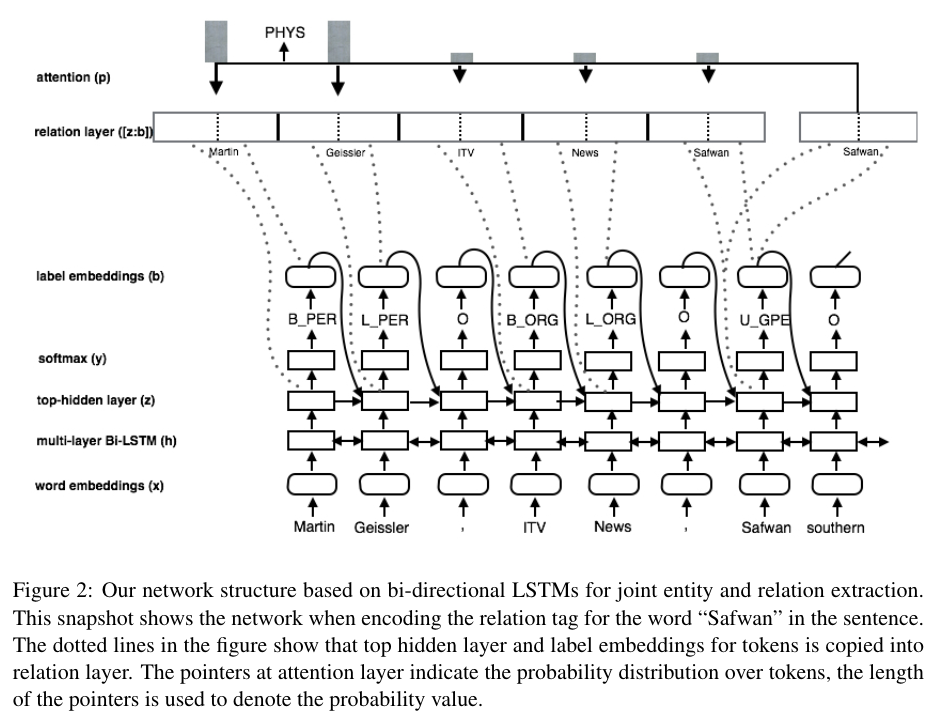 PHYS
attention (p)
relation layer ([z:b])
Martin Geissler ITV News Safwan Safwan
label embeddings (b)
B_PER L_PER O B_ORG L_ORG O U_GPE O
softmax (y)
top-hidden layer (z)
multi-layer Bi-LSTM (h)
word embeddings (x)
Martin Geissler , ITV News , Safwan southern
Figure 2: Our network structure based on bi-directional LSTMs for joint entity and relation extraction.
This snapshot shows the network when encoding the relation tag for the word “Safwan” in the sentence.
The dotted lines in the figure show that top hidden layer and label embeddings for tokens is copied into
relation layer. The pointers at attention layer indicate the probability distribution over tokens, the length
of the pointers is used to denote the probability value.